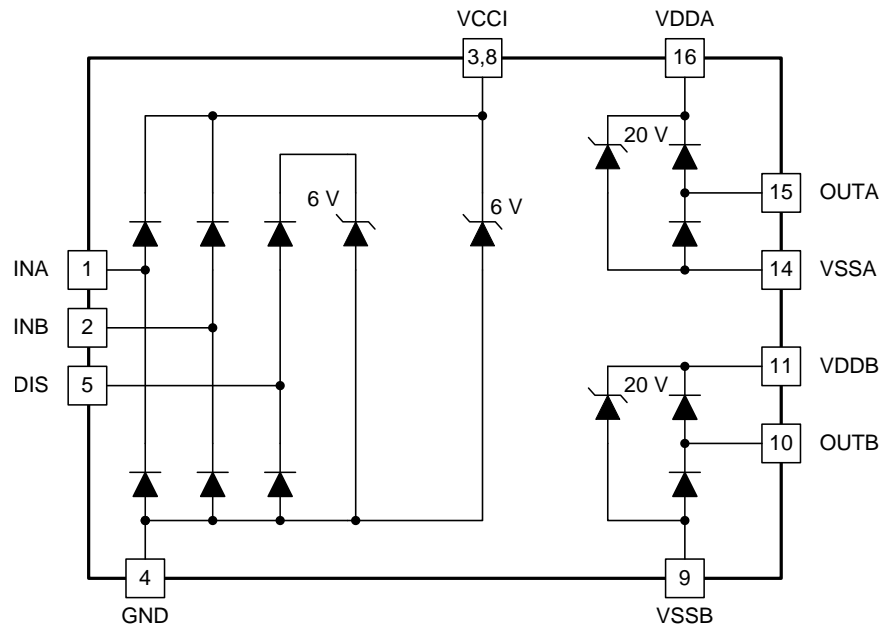 VCCI
VDDA
3,8
16
20 V
15
OUTA
6 V
6 V
INA
1
14
VSSA
INB
2
DIS
5
11
VDDB
20 V
10
OUTB
4
9
GND
VSSB